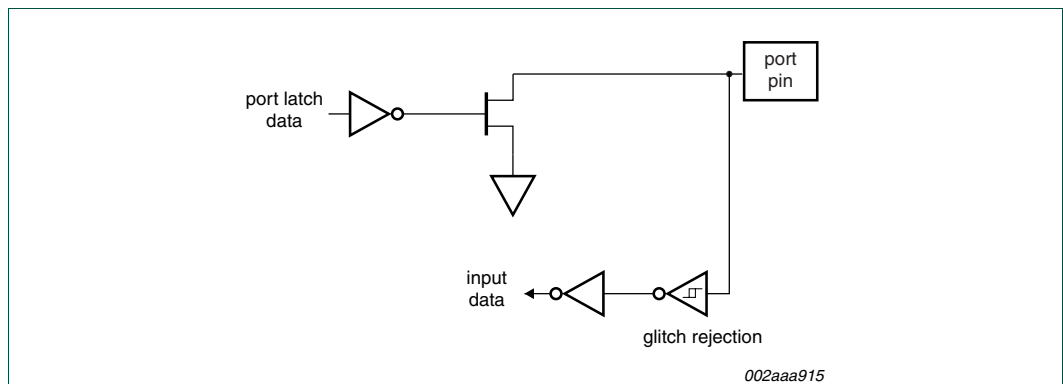 port
pin
port latch
data
input
data
glitch rejection
002aaa915